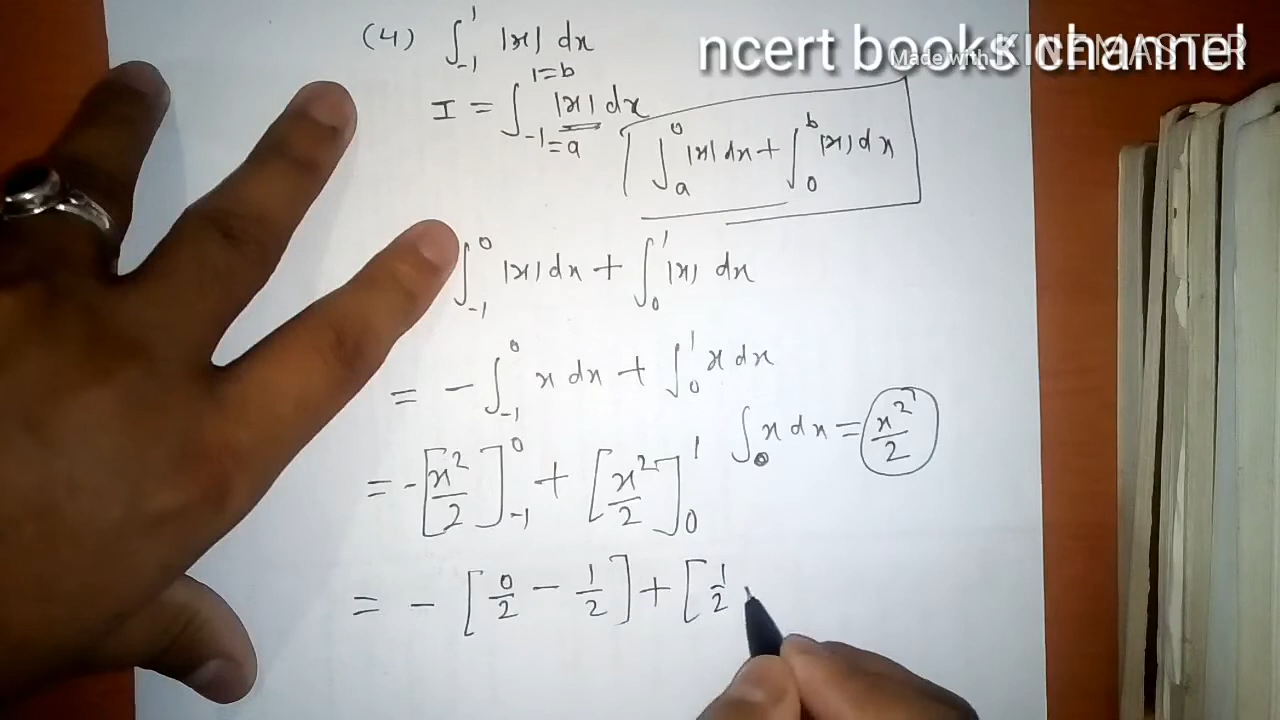 (4) ∫₋₁¹ |x| dx
ncert books channel
Made with KINEMASTER
I = ∫₋₁₌ₐ¹⁼ᵇ |x| dx
[ ∫ₐ⁰ |x| dx + ∫₀ᵇ |x| dx
∫₋₁⁰ |x| dx + ∫₀¹ |x| dx
= - ∫₋₁⁰ x dx + ∫₀¹ x dx
∫₀ x dx = x²/2
= -[x²/2]₋₁⁰ + [x²/2]₀¹
= - [0/2 - 1/2] + [1/2